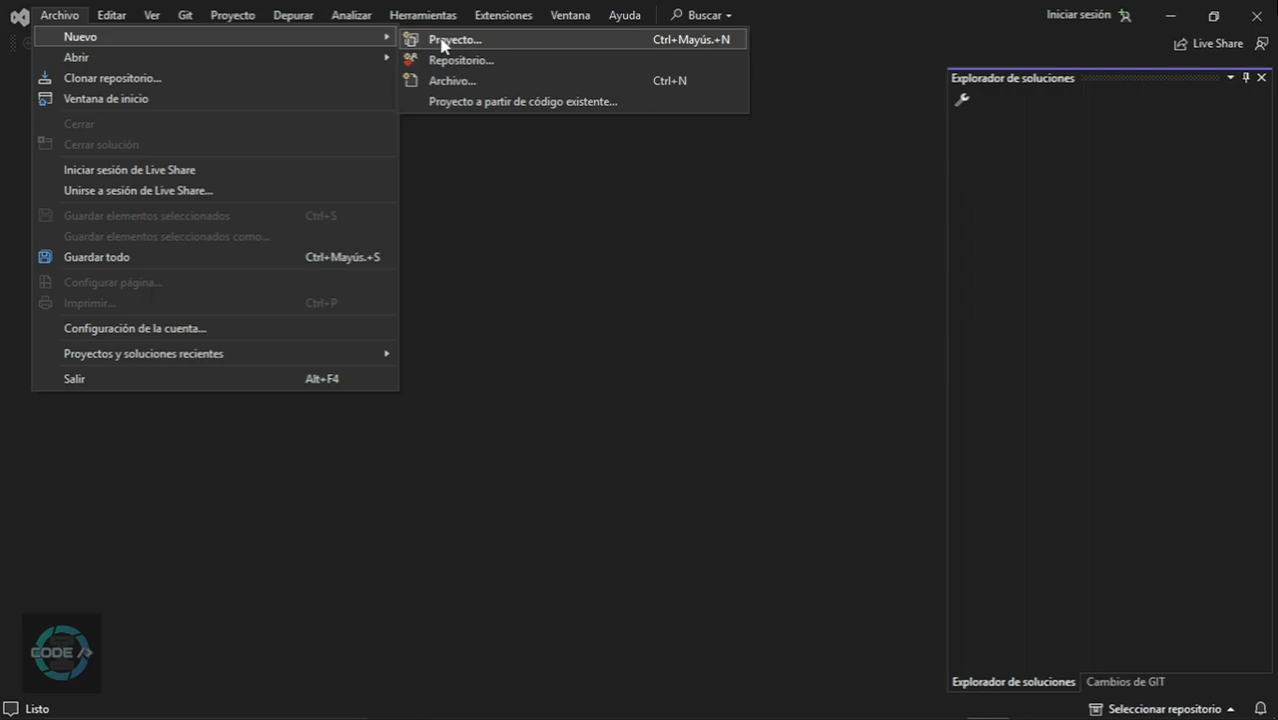 Archivo Editar Ver Git Proyecto Depurar Analizar Herramientas Extensiones Ventana Ayuda Buscar Iniciar sesión
Live Share
Nuevo
Abrir
Clonar repositorio...
Ventana de inicio
Cerrar
Cerrar solución
Iniciar sesión de Live Share
Unirse a sesión de Live Share...
Guardar elementos seleccionados Ctrl+S
Guardar elementos seleccionados como...
Guardar todo Ctrl+Mayús.+S
Configurar página...
Imprimir... Ctrl+P
Configuración de la cuenta...
Proyectos y soluciones recientes
Salir Alt+F4
Proyecto... Ctrl+Mayús.+N
Repositorio...
Archivo... Ctrl+N
Proyecto a partir de código existente...
Explorador de soluciones
Explorador de soluciones Cambios de GIT
CODE />
Listo
Seleccionar repositorio